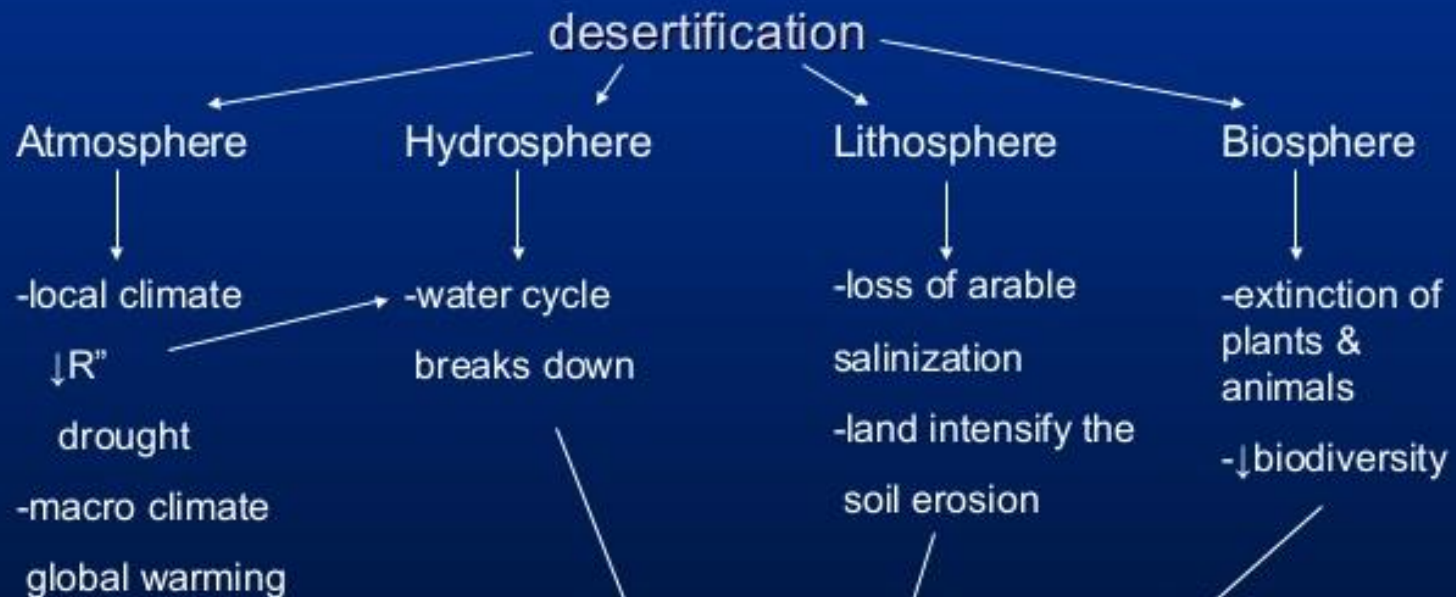 desertification
Atmosphere
-local climate
↓R”
drought
-macro climate
global warming
Hydrosphere
-water cycle
breaks down
Lithosphere
-loss of arable
salinization
-land intensify the
soil erosion
Biosphere
-extinction of
plants &
animals
-↓biodiversity